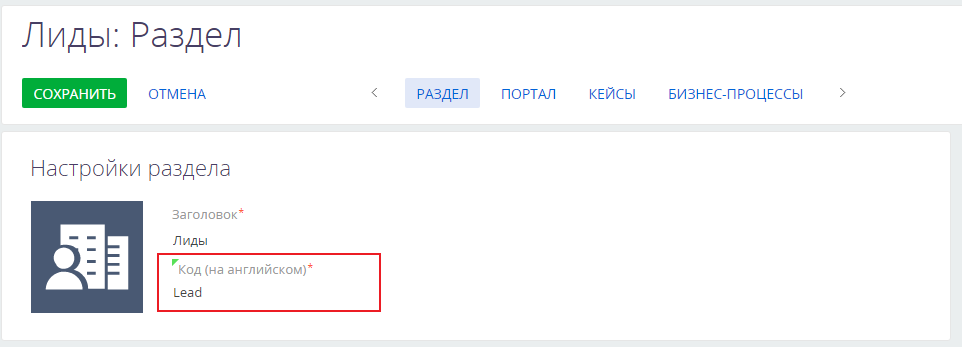 Лиды: Раздел
СОХРАНИТЬ ОТМЕНА РАЗДЕЛ ПОРТАЛ КЕЙСЫ БИЗНЕС-ПРОЦЕССЫ
Настройки раздела
Заголовок*
Лиды
Код (на английском)*
Lead